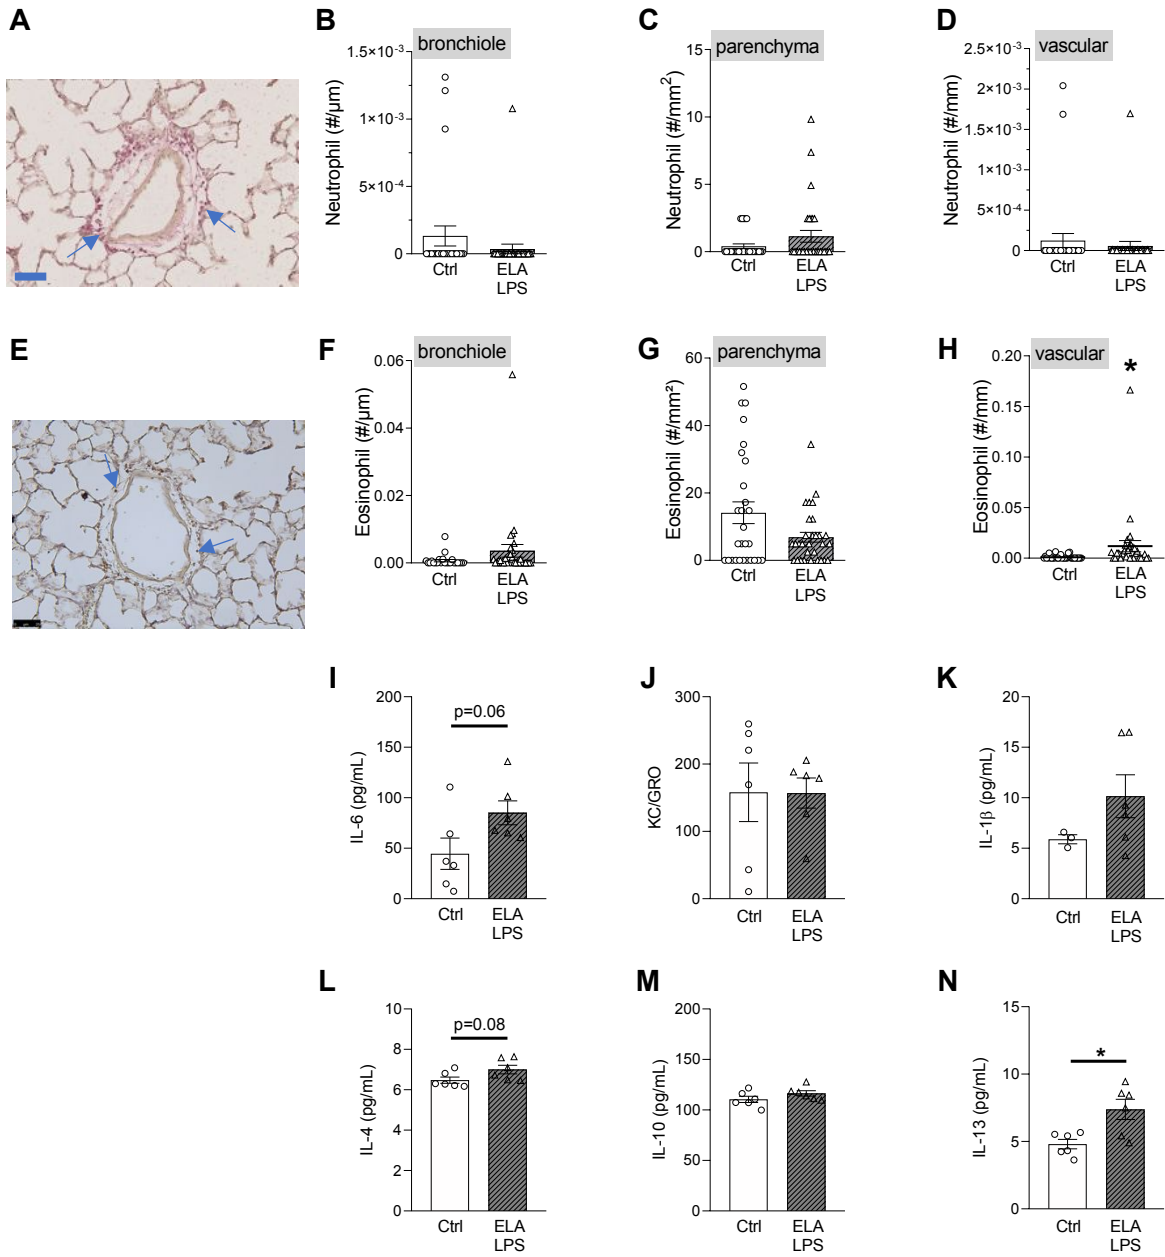 A
B
bronchiole
1.5×10-3
1×10-3
5×10-4
0
Neutrophil (#/μm)
Ctrl
ELA
LPS
C
parenchyma
15
10
5
0
Neutrophil (#/mm²)
Ctrl
ELA
LPS
D
vascular
2.5×10-3
2.0×10-3
1.5×10-3
1×10-3
5×10-4
0
Neutrophil (#/mm)
Ctrl
ELA
LPS
E
F
bronchiole
0.06
0.04
0.02
0.00
Eosinophil (#/μm)
Ctrl
ELA
LPS
G
parenchyma
60
40
20
0
Eosinophil (#/mm²)
Ctrl
ELA
LPS
H
vascular
*
0.20
0.15
0.10
0.05
0.00
Eosinophil (#/mm)
Ctrl
ELA
LPS
I
200
150
100
50
0
IL-6 (pg/mL)
p=0.06
Ctrl
ELA
LPS
J
300
200
100
0
KC/GRO
Ctrl
ELA
LPS
K
20
15
10
5
0
IL-1β (pg/mL)
Ctrl
ELA
LPS
L
10
8
6
4
2
0
IL-4 (pg/mL)
p=0.08
Ctrl
ELA
LPS
M
200
150
100
50
0
IL-10 (pg/mL)
Ctrl
ELA
LPS
N
15
10
5
0
IL-13 (pg/mL)
*
Ctrl
ELA
LPS